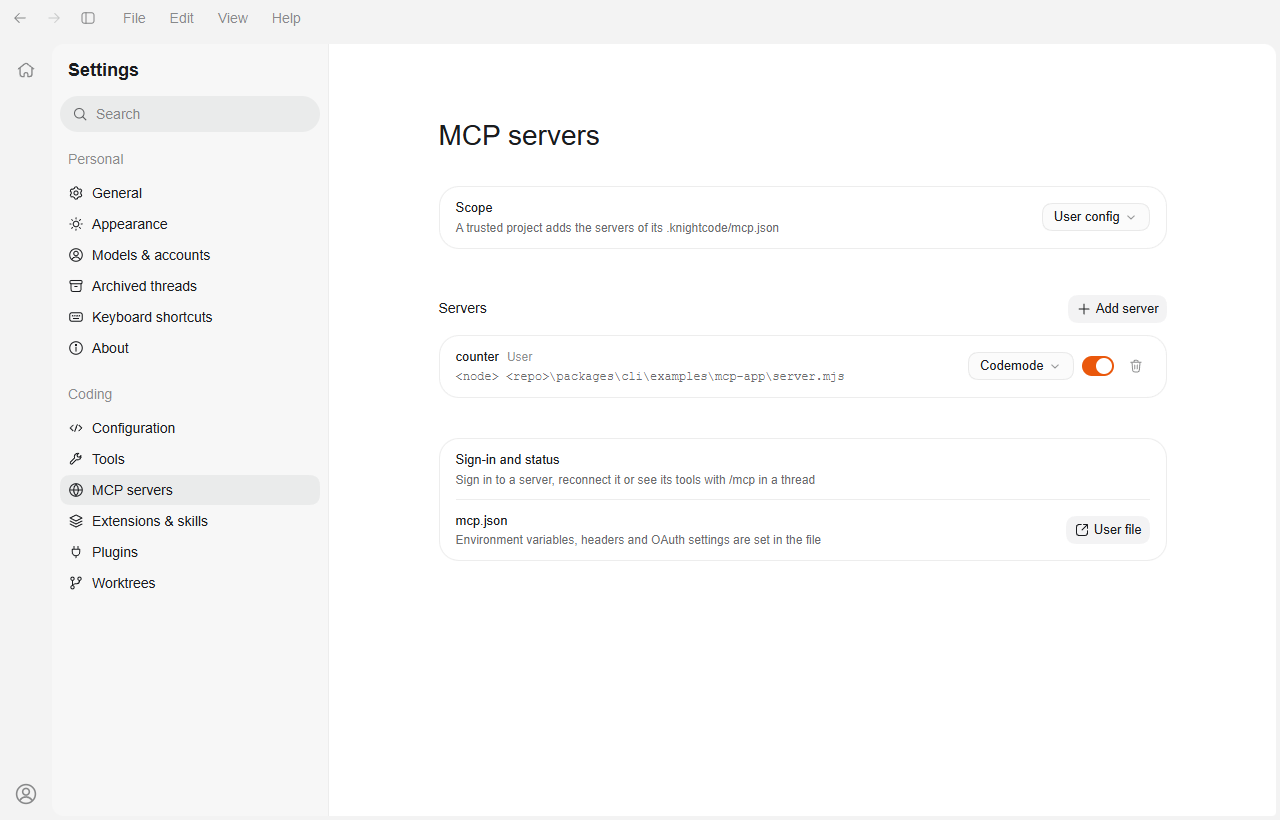 File Edit View Help
Settings
Search
Personal
General
Appearance
Models & accounts
Archived threads
Keyboard shortcuts
About
Coding
Configuration
Tools
MCP servers
Extensions & skills
Plugins
Worktrees
MCP servers
Scope
A trusted project adds the servers of its .knightcode/mcp.json
User config
Servers
Add server
counter User
<node> <repo>\packages\cli\examples\mcp-app\server.mjs
Codemode
Sign-in and status
Sign in to a server, reconnect it or see its tools with /mcp in a thread
mcp.json
Environment variables, headers and OAuth settings are set in the file
User file